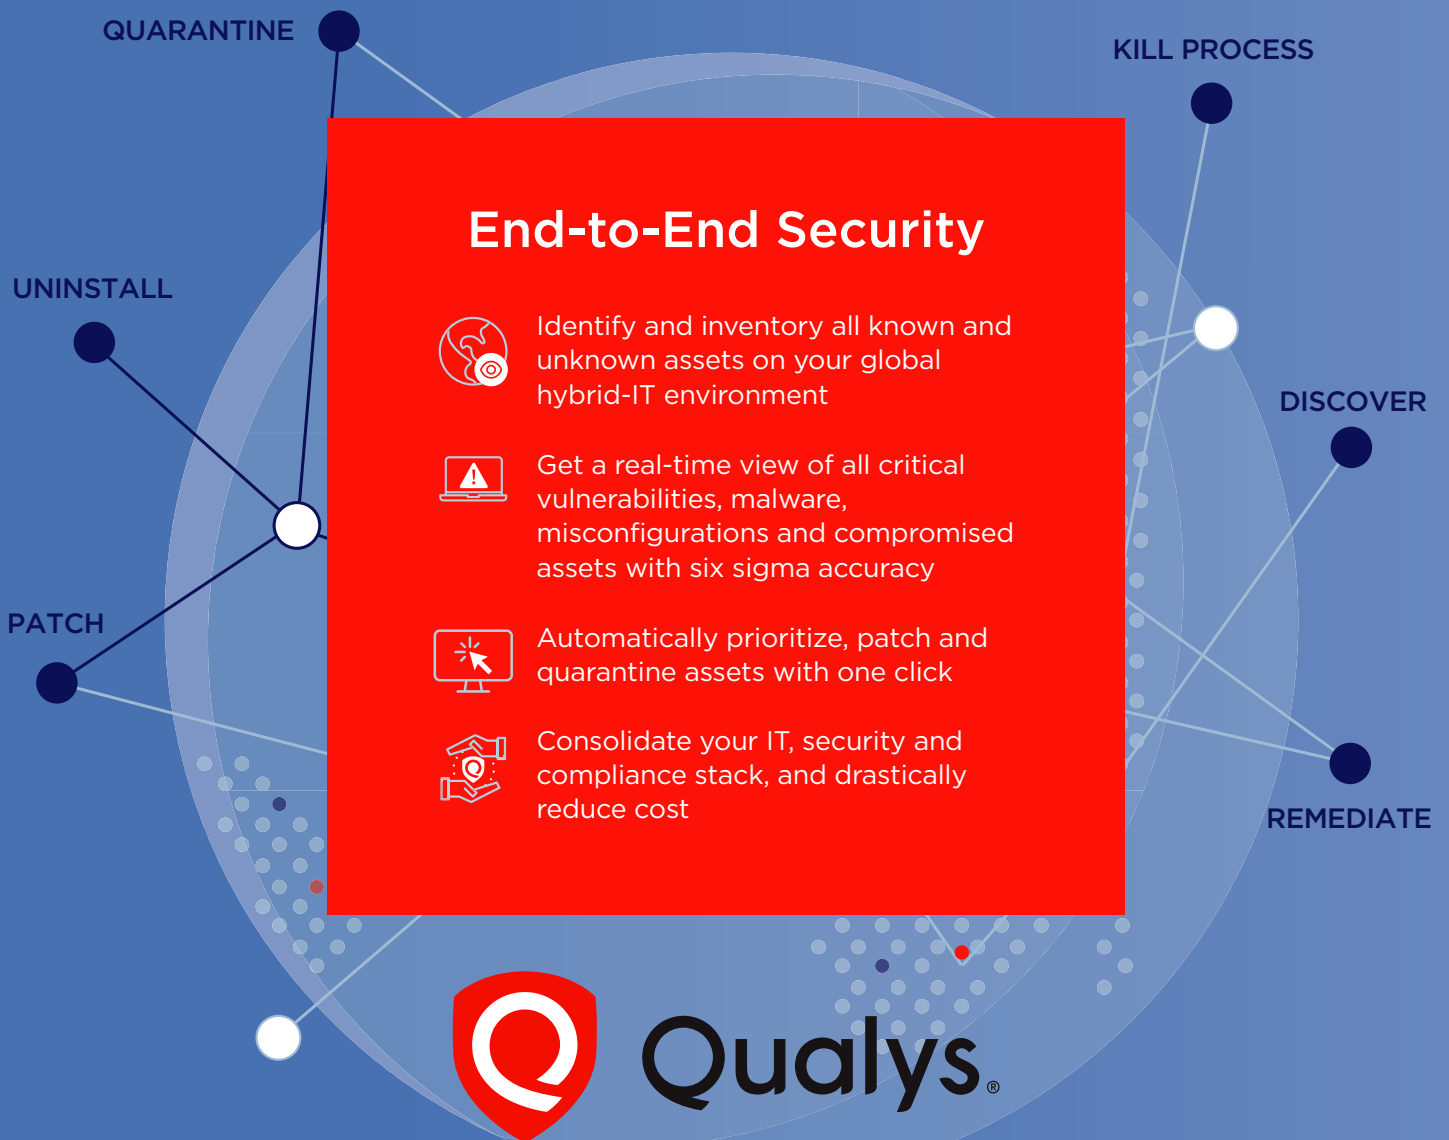 QUARANTINE
KILL PROCESS
End-to-End Security
UNINSTALL
Identify and inventory all known and
unknown assets on your global
hybrid-IT environment
DISCOVER
Get a real-time view of all critical
vulnerabilities, malware,
misconfigurations and compromised
assets with six sigma accuracy
PATCH
Automatically prioritize, patch and
quarantine assets with one click
Consolidate your IT, security and
compliance stack, and drastically
reduce cost
REMEDIATE
Qualys®